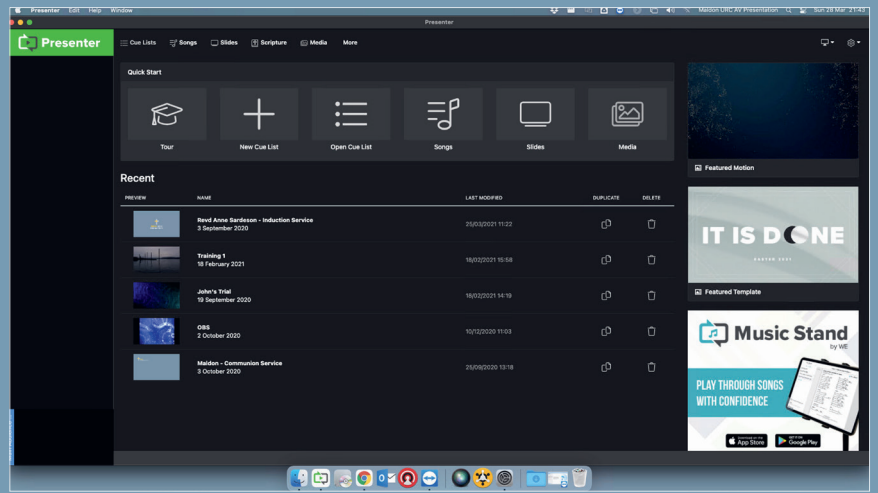 Presenter Edit Help Window
Maldon URC AV Presentation Sun 28 Mar 21:43
Presenter
Presenter
Cue Lists Songs Slides Scripture Media More
Quick Start
Tour New Cue List Open Cue List Songs Slides Media
Featured Motion
Recent
PREVIEW NAME LAST MODIFIED DUPLICATE DELETE
Revd Anne Sardeson - Induction Service
3 September 2020
25/03/2021 11:22
Training 1
18 February 2021
18/02/2021 15:58
John's Trial
19 September 2020
18/02/2021 14:19
OBS
2 October 2020
10/12/2020 11:03
Maldon - Communion Service
3 October 2020
25/09/2020 13:18
IT IS DONE
EASTER 2021
Featured Template
Music Stand
by WE
PLAY THROUGH SONGS
WITH CONFIDENCE
App Store
Google Play